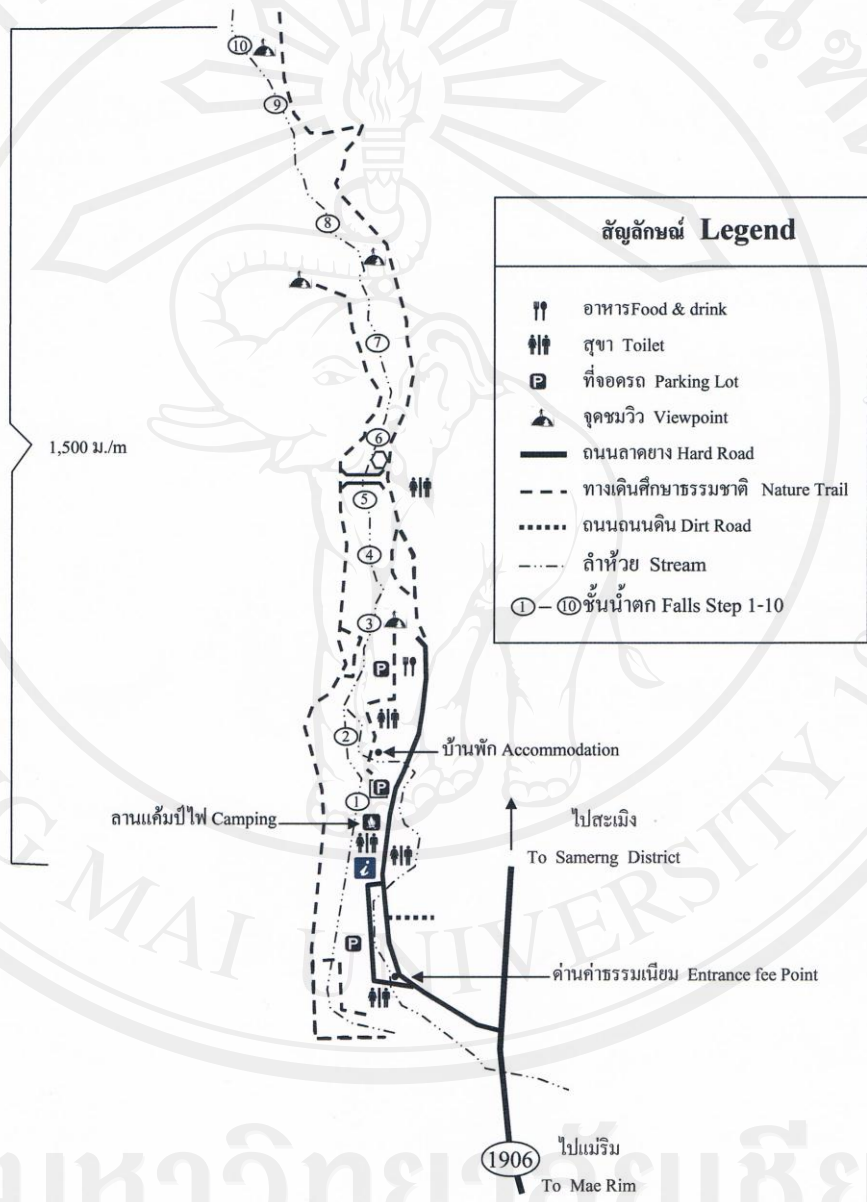 10
9
8
7
6
5
4
3
2
1
1,500 ม./m
สัญลักษณ์ Legend
อาหารFood & drink
สุขา Toilet
P ที่จอดรถ Parking Lot
จุดชมวิว Viewpoint
ถนนลาดยาง Hard Road
ทางเดินศึกษาธรรมชาติ Nature Trail
ถนนถนนดิน Dirt Road
ลำห้วย Stream
1 – 10 ชั้นน้ำตก Falls Step 1-10
P
บ้านพัก Accommodation
P
ลานแค้มป์ไฟ Camping
i
ไปสะเมิง
To Samerng District
P
ด่านค่าธรรมเนียม Entrance fee Point
1906
ไปแม่ริม
To Mae Rim
MAI UNIVERSITY